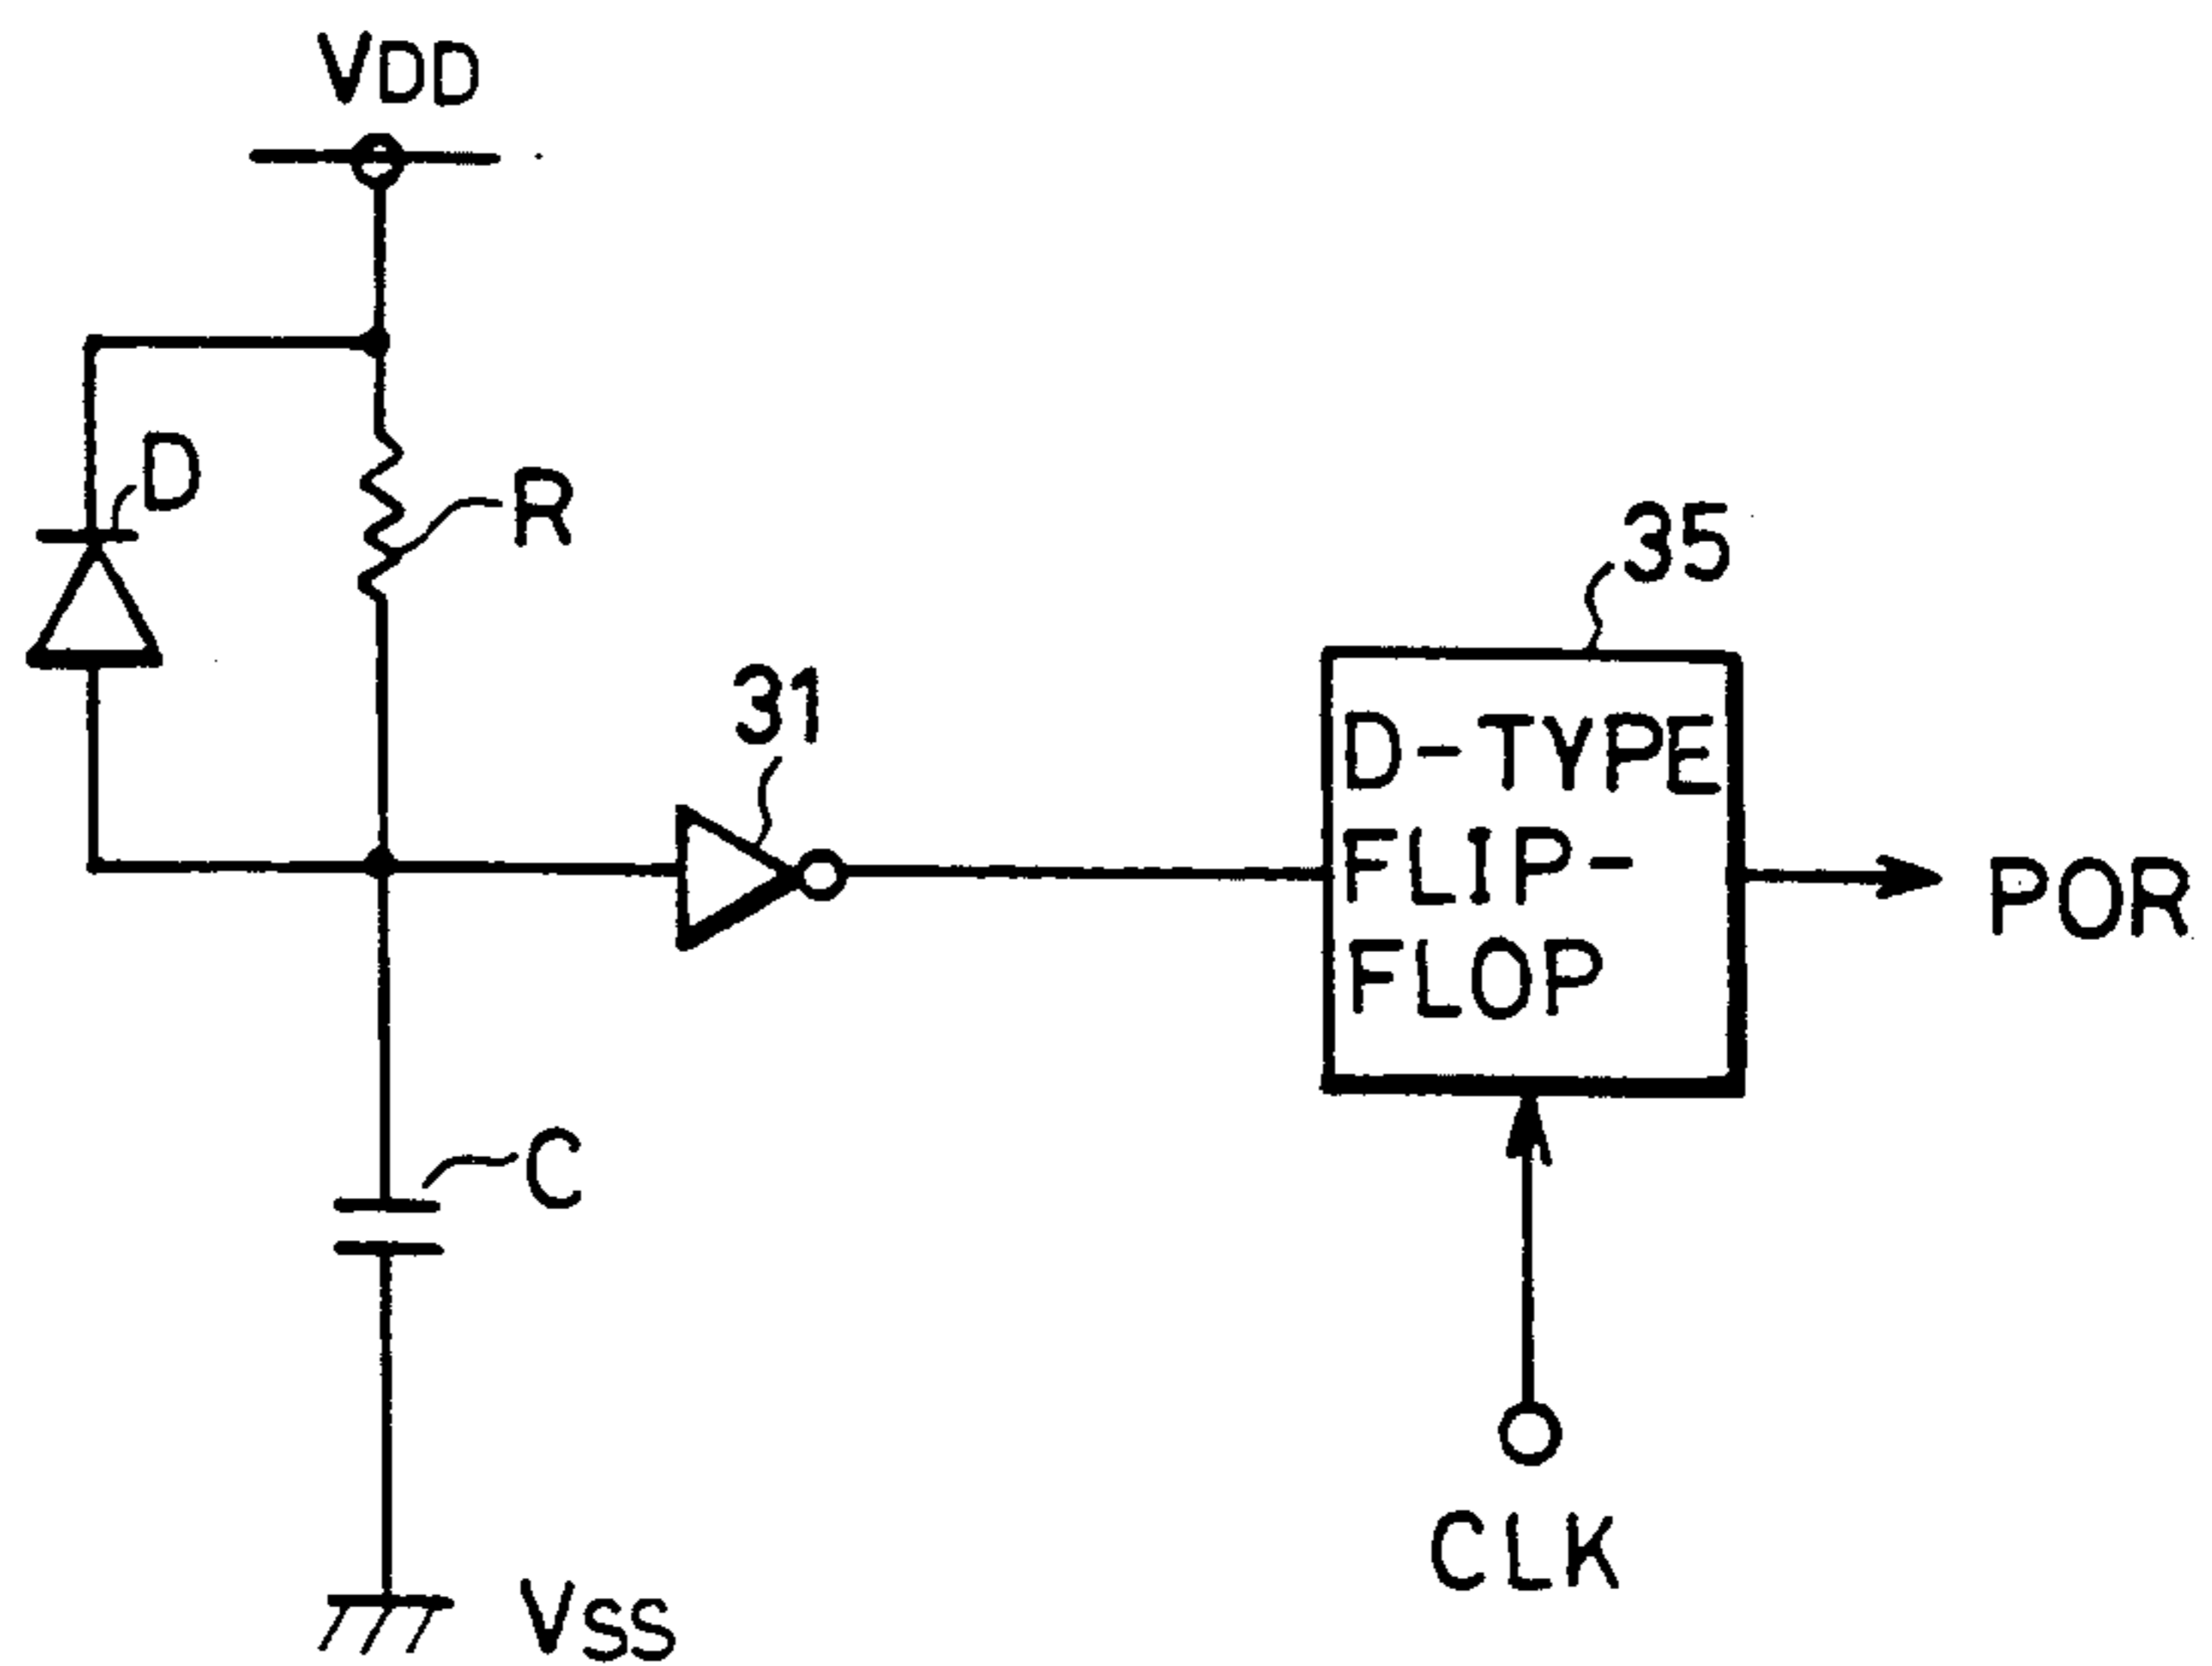 VDD
D
R
35
31
D-TYPE
FLIP-
FLOP
POR
C
CLK
VSS